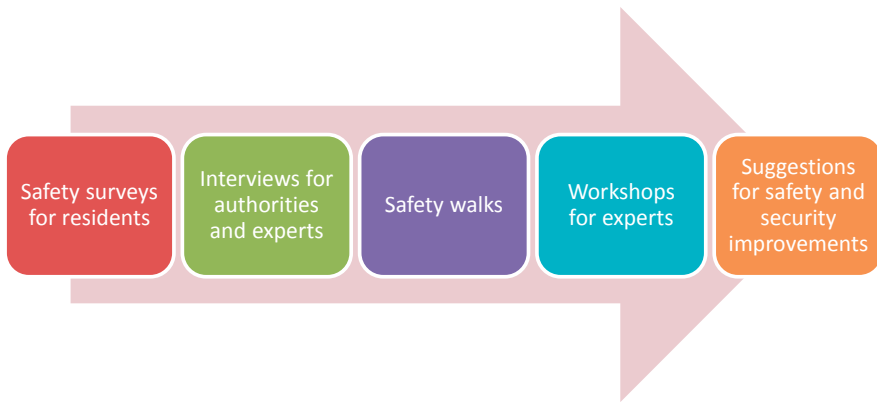 Safety surveys
for residents
Interviews for
authorities
and experts
Safety walks
Workshops
for experts
Suggestions
for safety and
security
improvements